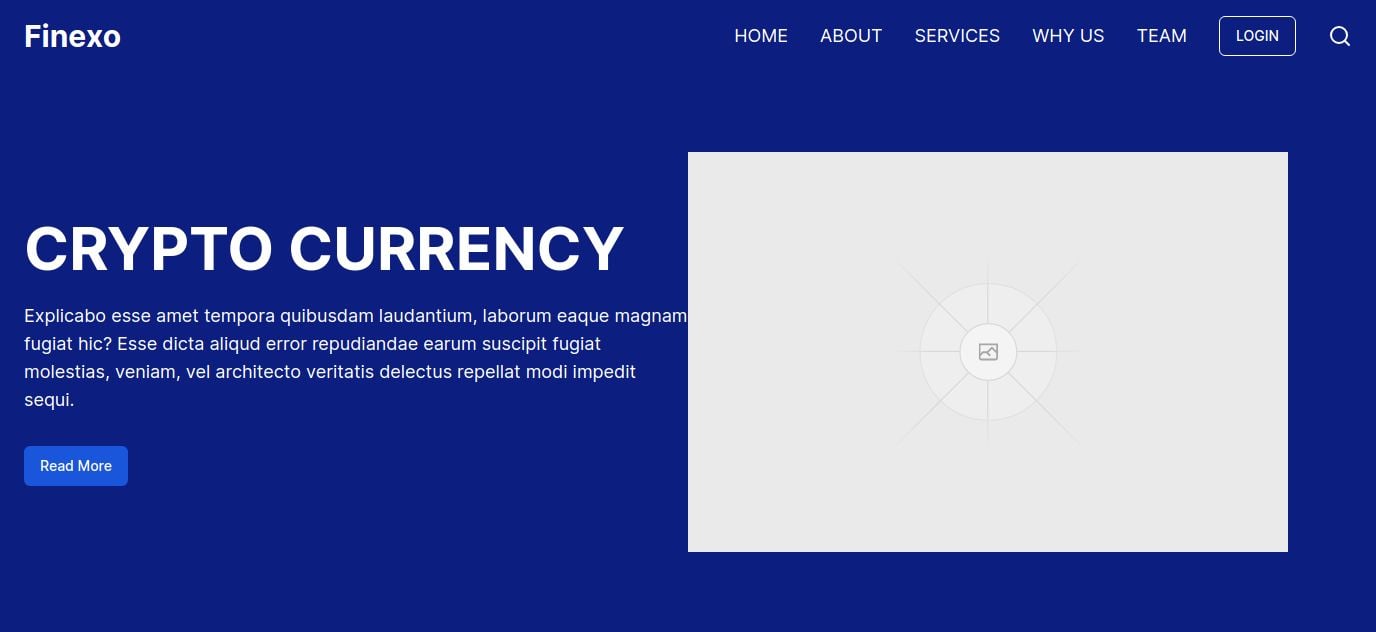 Finexo
HOME ABOUT SERVICES WHY US TEAM LOGIN
CRYPTO CURRENCY
Explicabo esse amet tempora quibusdam laudantium, laborum eaque magnam
fugiat hic? Esse dicta aliqud error repudiandae earum suscipit fugiat
molestias, veniam, vel architecto veritatis delectus repellat modi impedit
sequi.
Read More